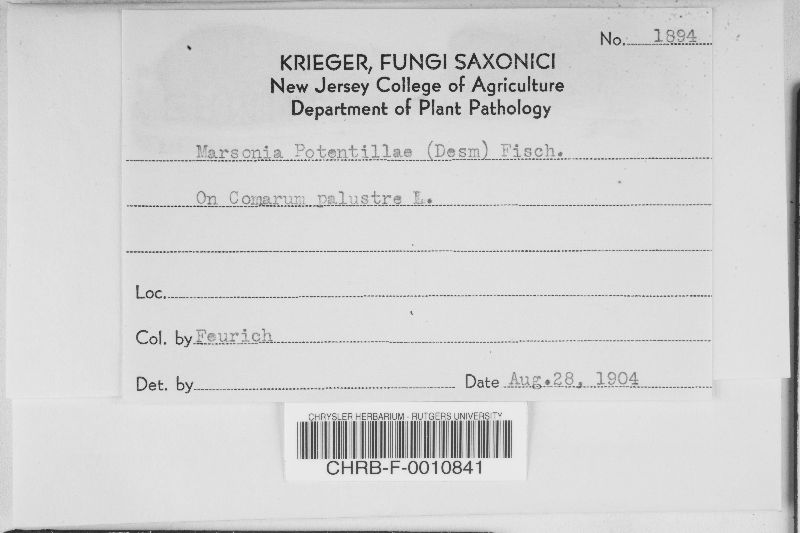 No. 1894
KRIEGER, FUNGI SAXONICI
New Jersey College of Agriculture
Department of Plant Pathology
Marsonia Potentillae (Desm) Fisch.
On Comarum palustre L.
Loc.
Col. by Feurich
Det. by Date Aug.28, 1904
CHRYSLER HERBARIUM - RUTGERS UNIVERSITY
CHRB-F-0010841